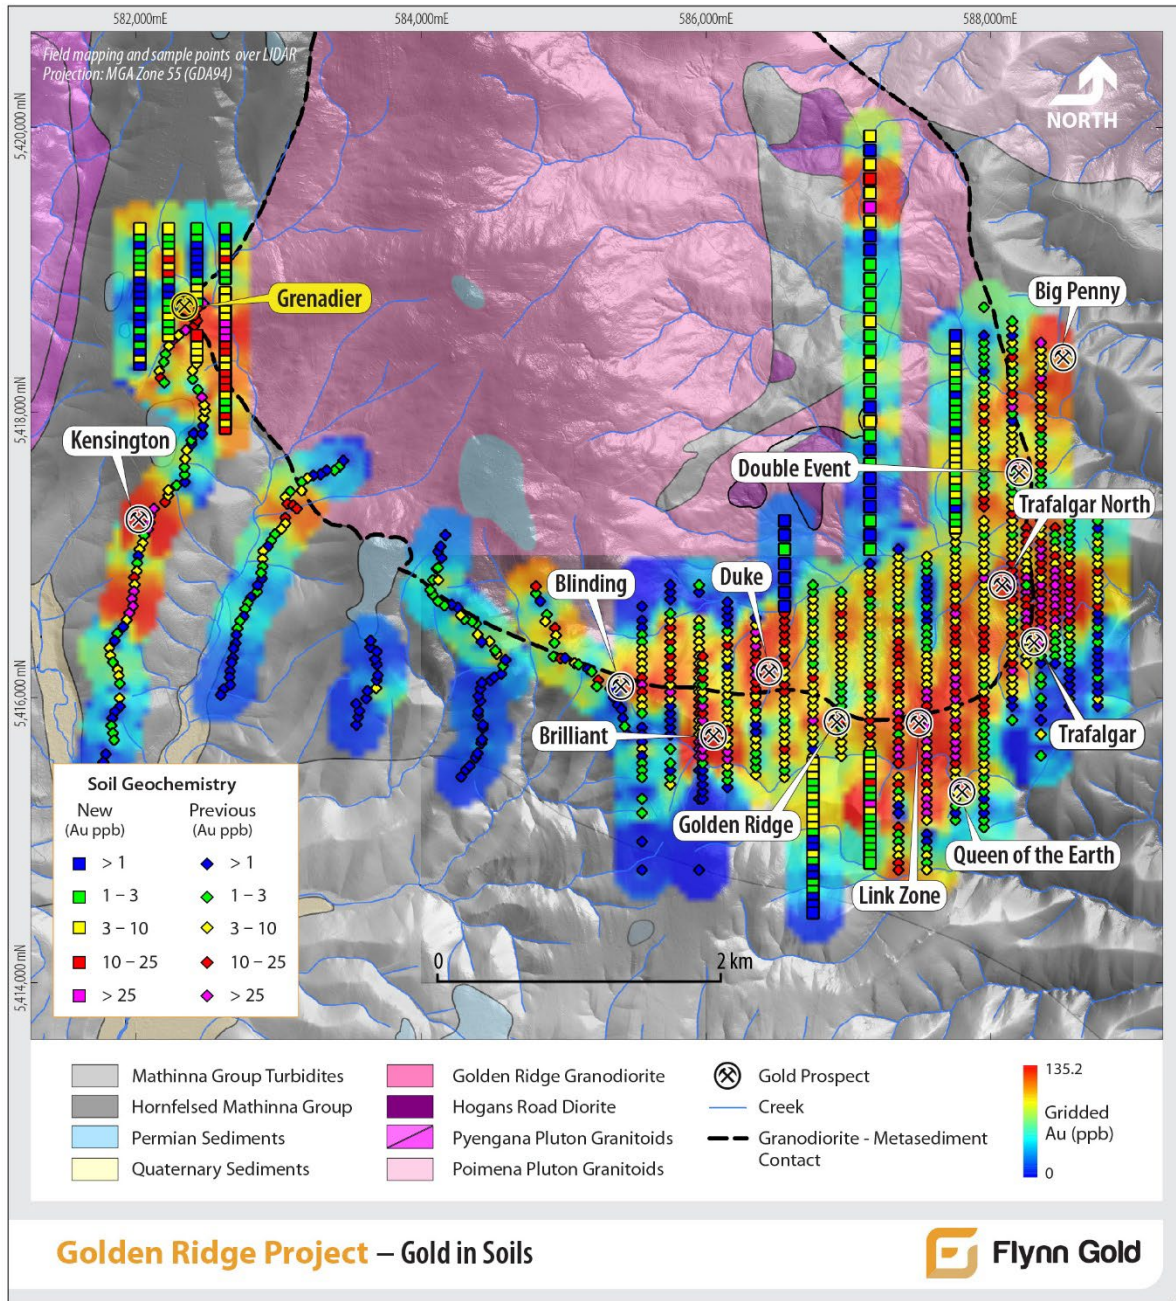 582,000mE 584,000mE 586,000mE 588,000mE
Field mapping and sample points over LIDAR
Projection: MGA Zone 55 (GDA94)
NORTH
5,420,000 mN
Big Penny
Grenadier
5,418,000 mN
Kensington
Double Event
Trafalgar North
Blinding
Duke
5,416,000 mN
Brilliant
Trafalgar
Golden Ridge
Queen of the Earth
Link Zone
Soil Geochemistry
New Previous
(Au ppb) (Au ppb)
> 1 > 1
1 – 3 1 – 3
3 – 10 3 – 10
10 – 25 10 – 25
> 25 > 25
5,414,000 mN
0 2 km
Mathinna Group Turbidites
Hornfelsed Mathinna Group
Permian Sediments
Quaternary Sediments
Golden Ridge Granodiorite
Hogans Road Diorite
Pyengana Pluton Granitoids
Poimena Pluton Granitoids
Gold Prospect
Creek
Granodiorite - Metasediment
Contact
135.2
Gridded
Au (ppb)
0
Golden Ridge Project – Gold in Soils
Flynn Gold